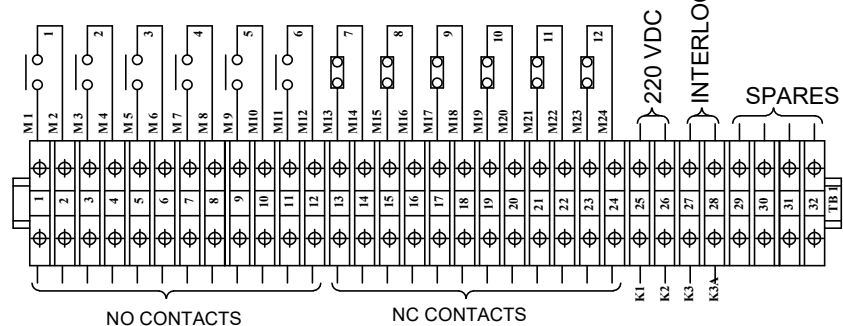 1 2 3 4 5 6 7 8 9 10 11 12
220 VDC
SPARES
M1 M2 M3 M4 M5 M6 M7 M8 M9 M10 M11 M12 M13 M14 M15 M16 M17 M18 M19 M20 M21 M22 M23 M24
1 2 3 4 5 6 7 8 9 10 11 12 13 14 15 16 17 18 19 20 21 22 23 24 25 26 27 28 29 30 31 32 TB1
K1 K2 K3 K3A
NO CONTACTS
NC CONTACTS